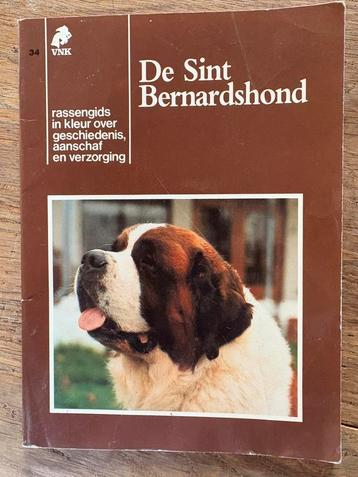 34
VNK
De Sint
Bernardshond
rassengids
in kleur over
geschiedenis,
aanschaf
en verzorging